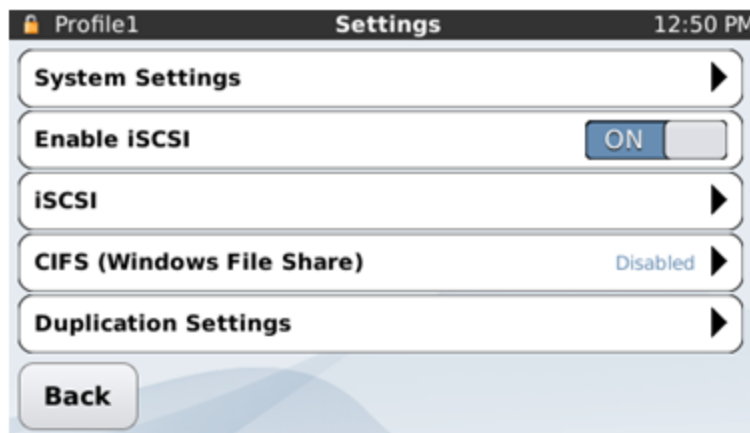 Profile1 Settings 12:50 PM
System Settings
Enable iSCSI ON
iSCSI
CIFS (Windows File Share) Disabled
Duplication Settings
Back